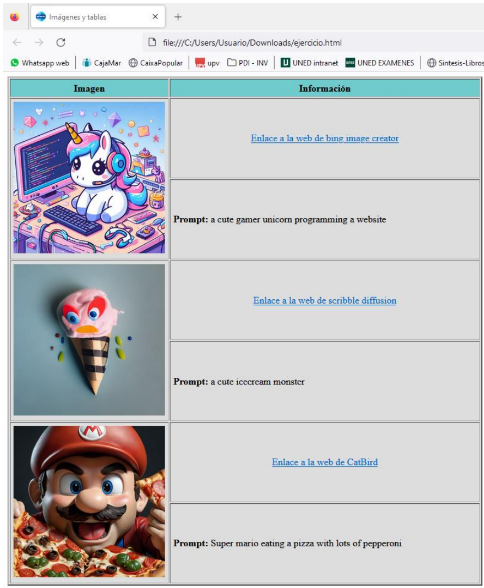 Imágenes y tablas
file:///C:/Users/Usuario/Downloads/ejercicio.html
Whatsapp web CajaMar CaixaPopular upv PDI - INV UNED intranet UNED EXAMENES Sintesis-Libros
Imagen Información
Enlace a la web de bing image creator
Prompt: a cute gamer unicorn programming a website
Enlace a la web de scribble diffusion
Prompt: a cute icecream monster
Enlace a la web de CatBird
Prompt: Super mario eating a pizza with lots of pepperoni